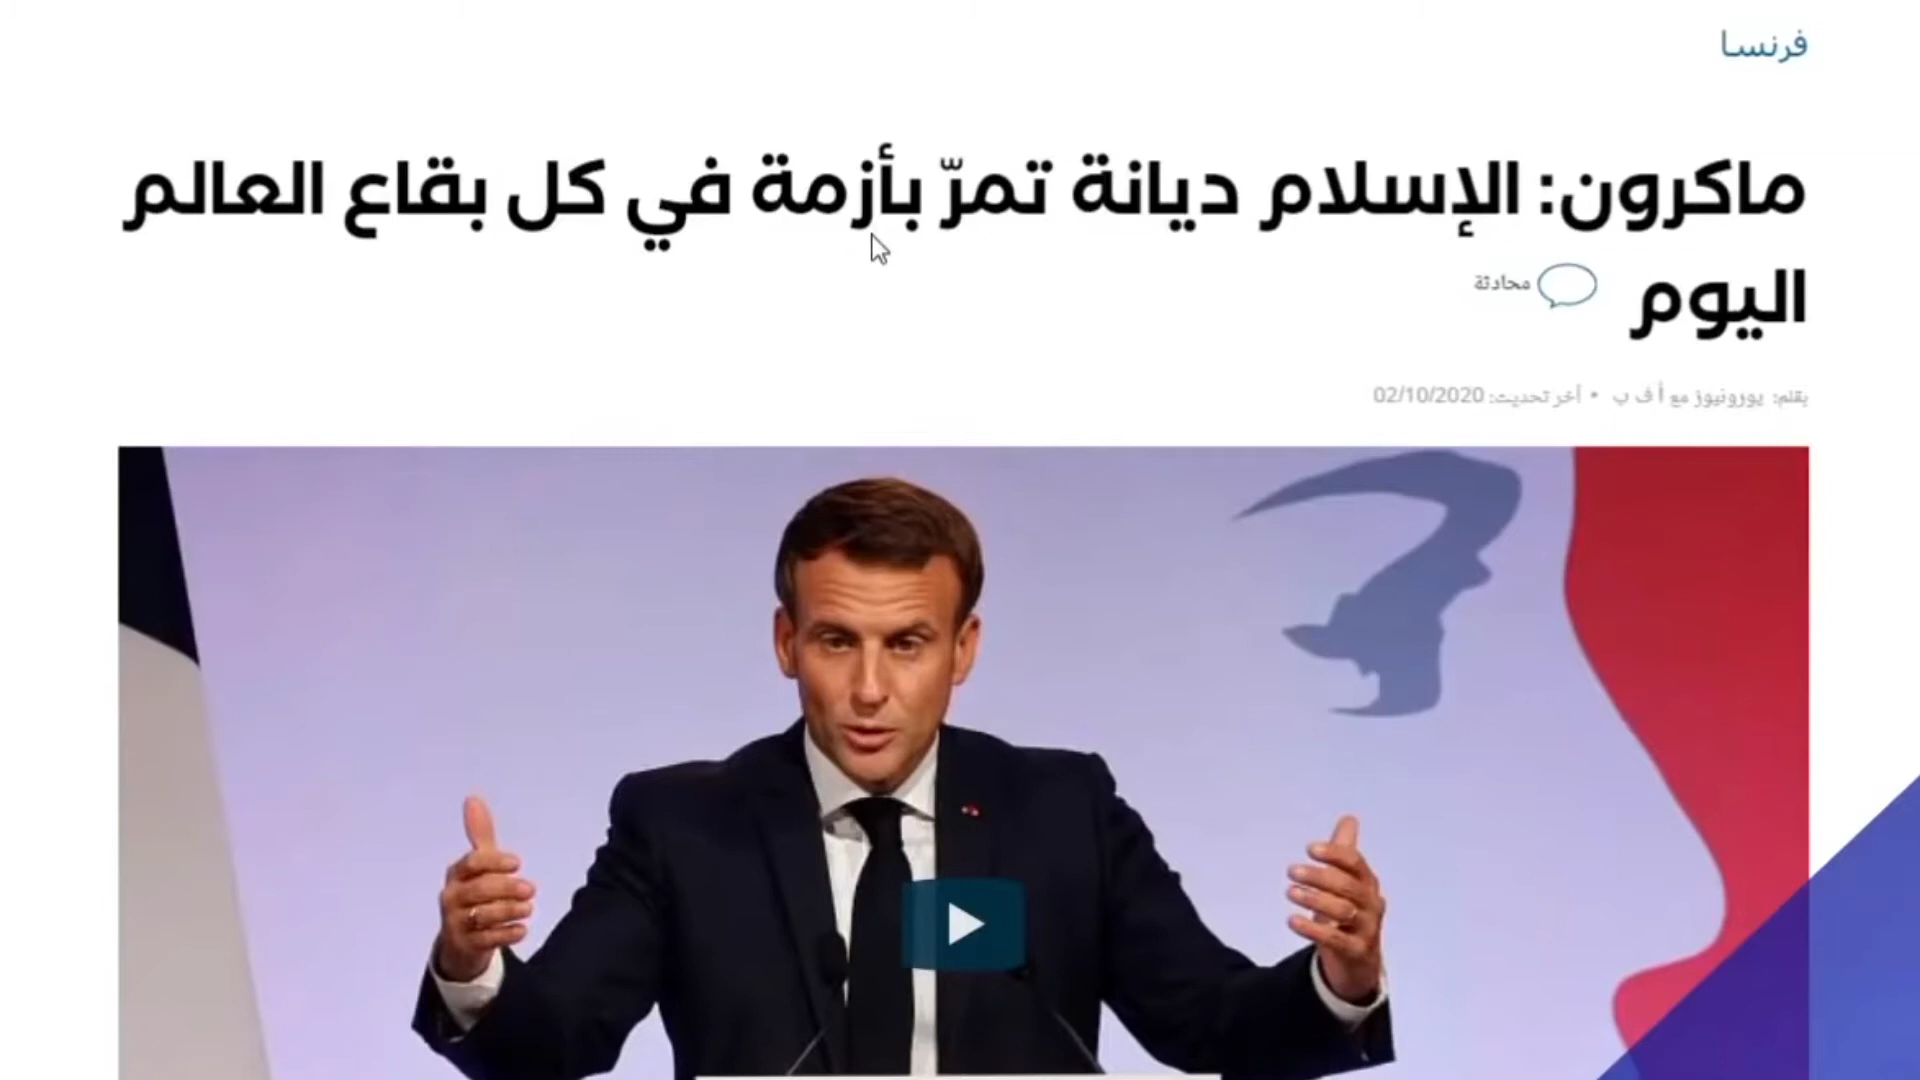 فرنسا
ماكرون: الإسلام ديانة تمرّ بأزمة في كل بقاع العالم
اليوم
محادثة
بقلم: يورونيوز مع أ ف ب • آخر تحديث: 02/10/2020